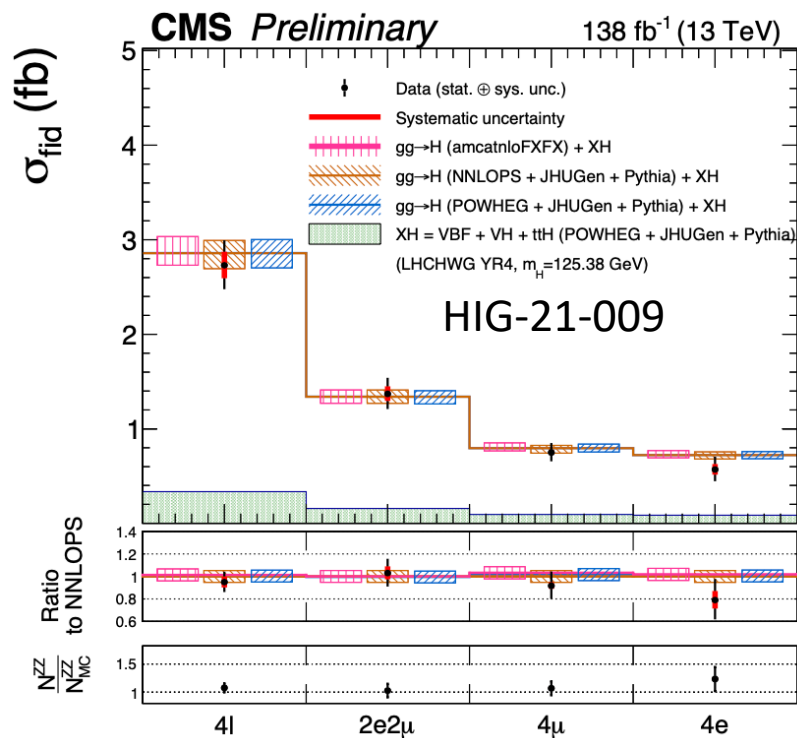 CMS Preliminary 138 fb⁻¹ (13 TeV)
σfid (fb)
5
4
3
2
1
Data (stat. ⊕ sys. unc.)
Systematic uncertainty
gg→H (amcatnloFXFX) + XH
gg→H (NNLOPS + JHUGen + Pythia) + XH
gg→H (POWHEG + JHUGen + Pythia) + XH
XH = VBF + VH + ttH (POWHEG + JHUGen + Pythia)
(LHCHWG YR4, mH=125.38 GeV)
HIG-21-009
Ratio
to NNLOPS
1.4
1.2
1
0.8
0.6
N^ZZ
N^ZZ_MC
1.5
1
4l 2e2μ 4μ 4e